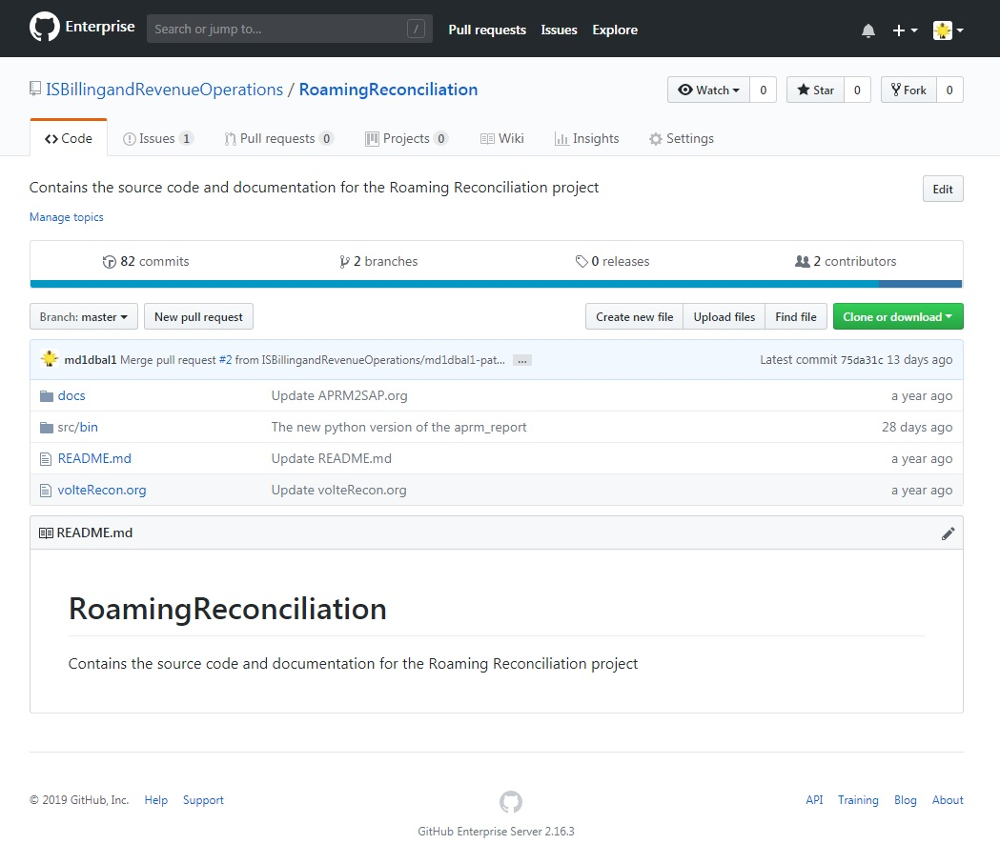 Enterprise Search or jump to... / Pull requests Issues Explore
ISBillingandRevenueOperations / RoamingReconciliation Watch 0 Star 0 Fork 0
Code Issues 1 Pull requests 0 Projects 0 Wiki Insights Settings
Contains the source code and documentation for the Roaming Reconciliation project Edit
Manage topics
82 commits 2 branches 0 releases 2 contributors
Branch: master New pull request Create new file Upload files Find file Clone or download
md1dbal1 Merge pull request #2 from ISBillingandRevenueOperations/md1dbal1-pat... ... Latest commit 75da31c 13 days ago
docs Update APRM2SAP.org a year ago
src/bin The new python version of the aprm_report 28 days ago
README.md Update README.md a year ago
volteRecon.org Update volteRecon.org a year ago
README.md
RoamingReconciliation
Contains the source code and documentation for the Roaming Reconciliation project
© 2019 GitHub, Inc. Help Support API Training Blog About
GitHub Enterprise Server 2.16.3